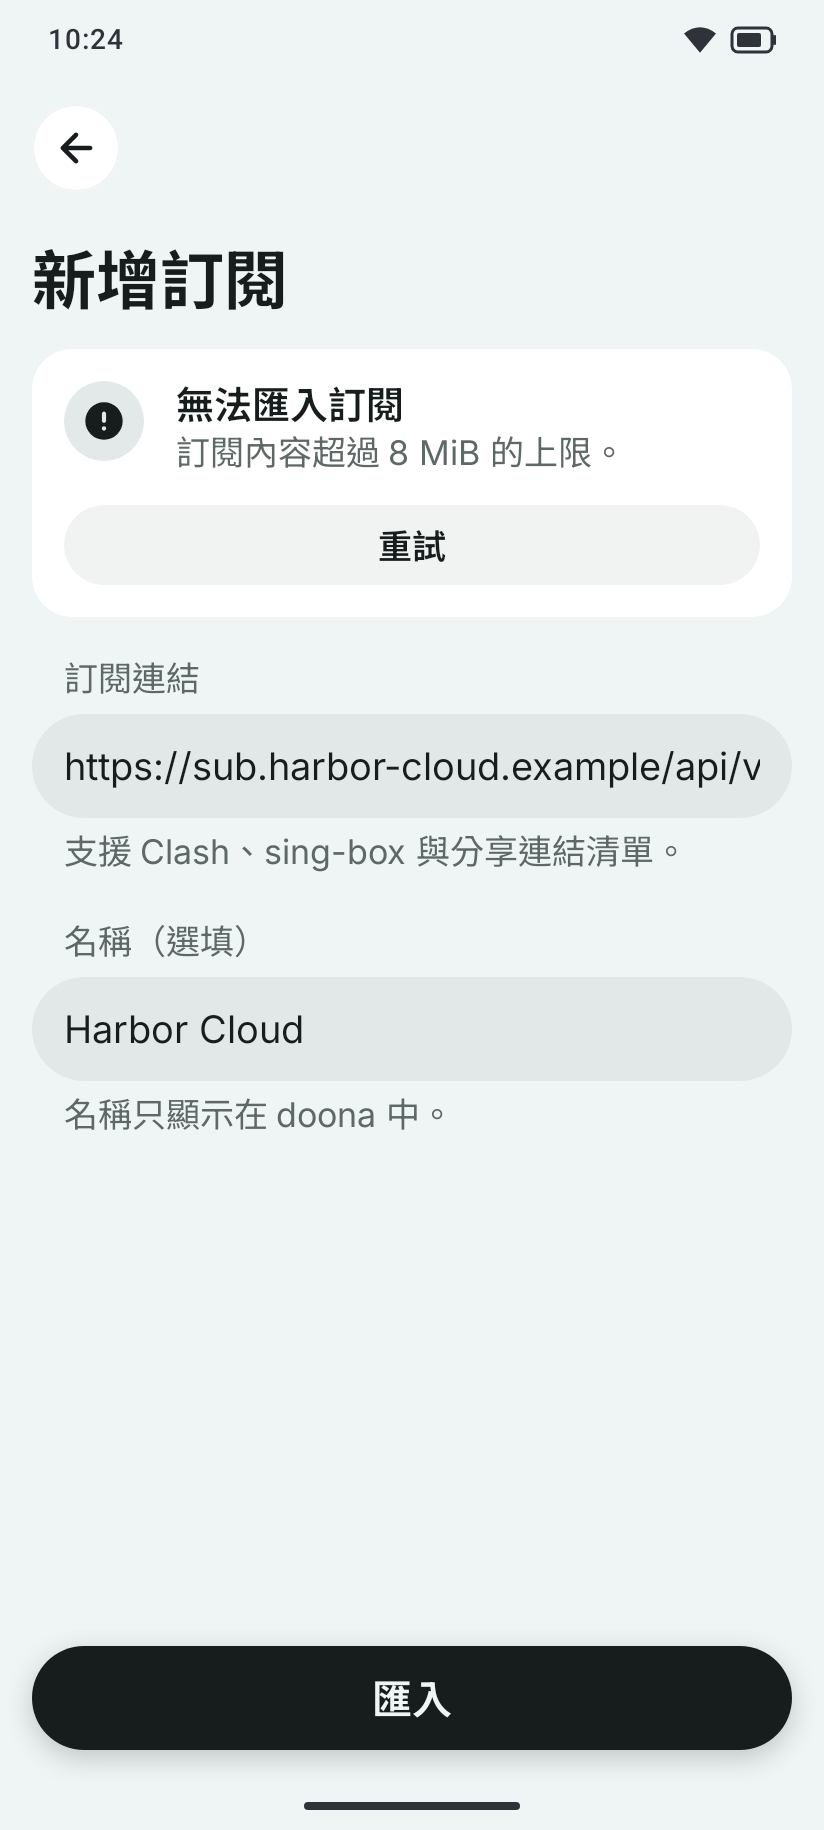 10:24
新增訂閱
無法匯入訂閱
訂閱內容超過 8 MiB 的上限。
重試
訂閱連結
https://sub.harbor-cloud.example/api/v
支援 Clash、sing-box 與分享連結清單。
名稱（選填）
Harbor Cloud
名稱只顯示在 doona 中。
匯入